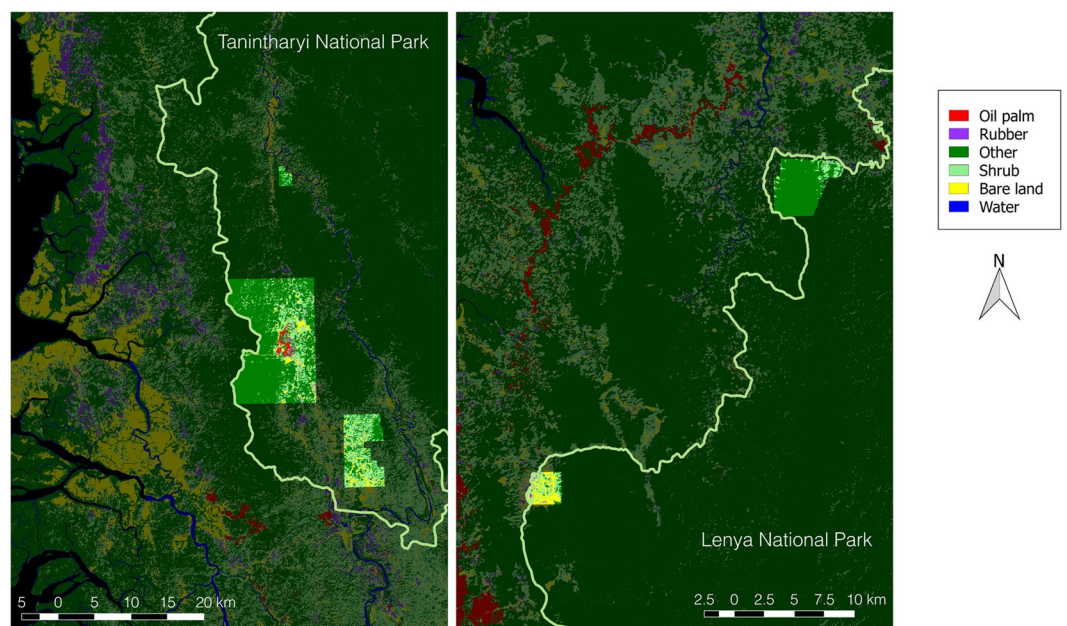 Tanintharyi National Park
Oil palm
Rubber
Other
Shrub
Bare land
Water
N
Lenya National Park
5 0 5 10 15 20 km
2.5 0 2.5 5 7.5 10 km